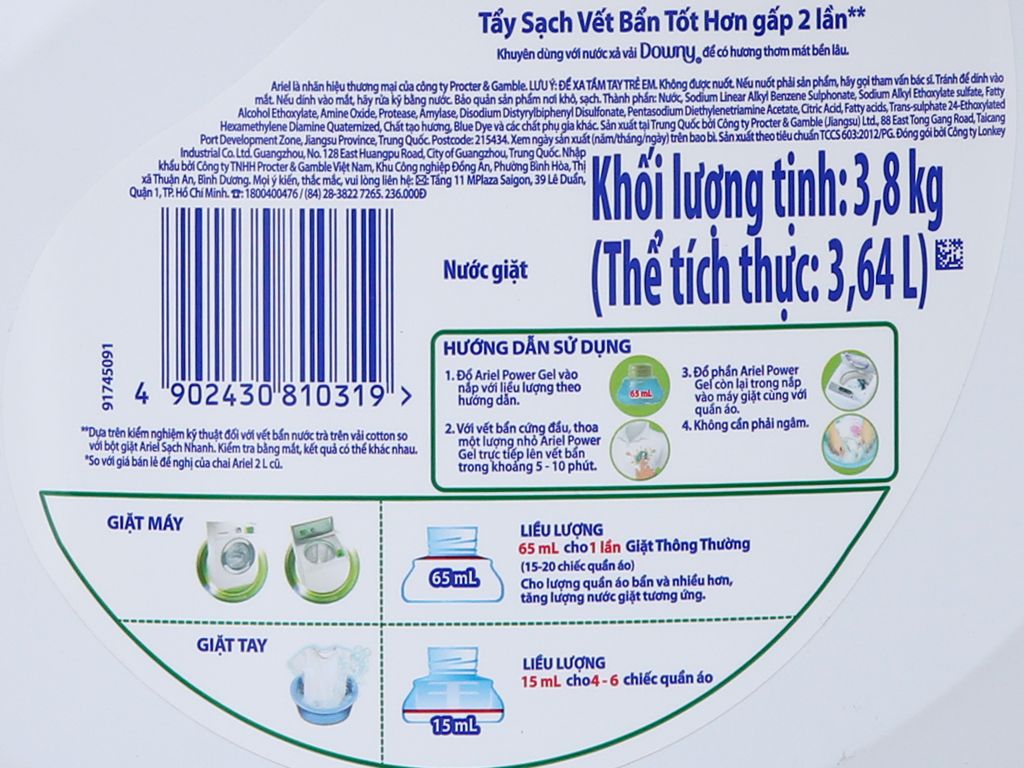 Tẩy Sạch Vết Bẩn Tốt Hơn gấp 2 lần**
Khuyên dùng với nước xả vải Downy® để có hương thơm mát bền lâu.
Ariel là nhãn hiệu thương mại của công ty Procter & Gamble. LƯU Ý: ĐỂ XA TẦM TAY TRẺ EM. Không được nuốt. Nếu nuốt phải sản phẩm, hãy gọi tham vấn bác sĩ. Tránh để dính vào
mắt. Nếu dính vào mắt, hãy rửa kỹ bằng nước. Bảo quản sản phẩm nơi khô, sạch. Thành phần: Nước, Sodium Linear Alkyl Benzene Sulphonate, Sodium Alkyl Ethoxylate sulfate, Fatty
Alcohol Ethoxylate, Amine Oxide, Protease, Amylase, Disodium Distyrylbiphenyl Disulfonate, Pentasodium Diethylenetriamine Acetate, Citric Acid, Fatty acids, Trans-sulphate 24-Ethoxylated
Hexamethylene Diamine Quaternized, Chất tạo hương, Blue Dye và các chất phụ gia khác. Sản xuất tại Trung Quốc bởi Công ty Procter & Gamble (Jiangsu) Ltd., 88 East Tong Gang Road, Taicang
Port Development Zone, Jiangsu Province, Trung Quốc. Postcode: 215434. Xem ngày sản xuất (năm/tháng/ngày) trên bao bì. Sản xuất theo tiêu chuẩn TCCS 603:2012/PG. Đóng gói bởi Công ty Lonkey
Industrial Co. Ltd. Guangzhou, No. 128 East Huangpu Road, City of Guangzhou, Trung Quốc. Nhập
khẩu bởi Công ty TNHH Procter & Gamble Việt Nam, Khu Công nghiệp Đồng An, Phường Bình Hòa, Thị
xã Thuận An, Bình Dương. Mọi ý kiến, thắc mắc, vui lòng liên hệ: ✉: Tầng 11 MPlaza Saigon, 39 Lê Duẩn,
Quận 1, TP. Hồ Chí Minh. ☎: 1800400476 / (84) 28-3822 7265. 236.000Đ
Khối lượng tịnh: 3,8 kg
(Thể tích thực: 3,64 L)
Nước giặt
91745091
4 902430 810319 >
**Dựa trên kiểm nghiệm kỹ thuật đối với vết bẩn nước trà trên vải cotton so
với bột giặt Ariel Sạch Nhanh. Kiểm tra bằng mắt, kết quả có thể khác nhau.
*So với giá bán lẻ đề nghị của chai Ariel 2 L cũ.
HƯỚNG DẪN SỬ DỤNG
1. Đổ Ariel Power Gel vào
nắp với liều lượng theo
hướng dẫn.
65 mL
2. Với vết bẩn cứng đầu, thoa
một lượng nhỏ Ariel Power
Gel trực tiếp lên vết bẩn
trong khoảng 5 - 10 phút.
3. Đổ phần Ariel Power
Gel còn lại trong nắp
vào máy giặt cùng với
quần áo.
4. Không cần phải ngâm.
GIẶT MÁY
65 mL
LIỀU LƯỢNG
65 mL cho 1 lần Giặt Thông Thường
(15-20 chiếc quần áo)
Cho lượng quần áo bẩn và nhiều hơn,
tăng lượng nước giặt tương ứng.
GIẶT TAY
15 mL
LIỀU LƯỢNG
15 mL cho 4 - 6 chiếc quần áo